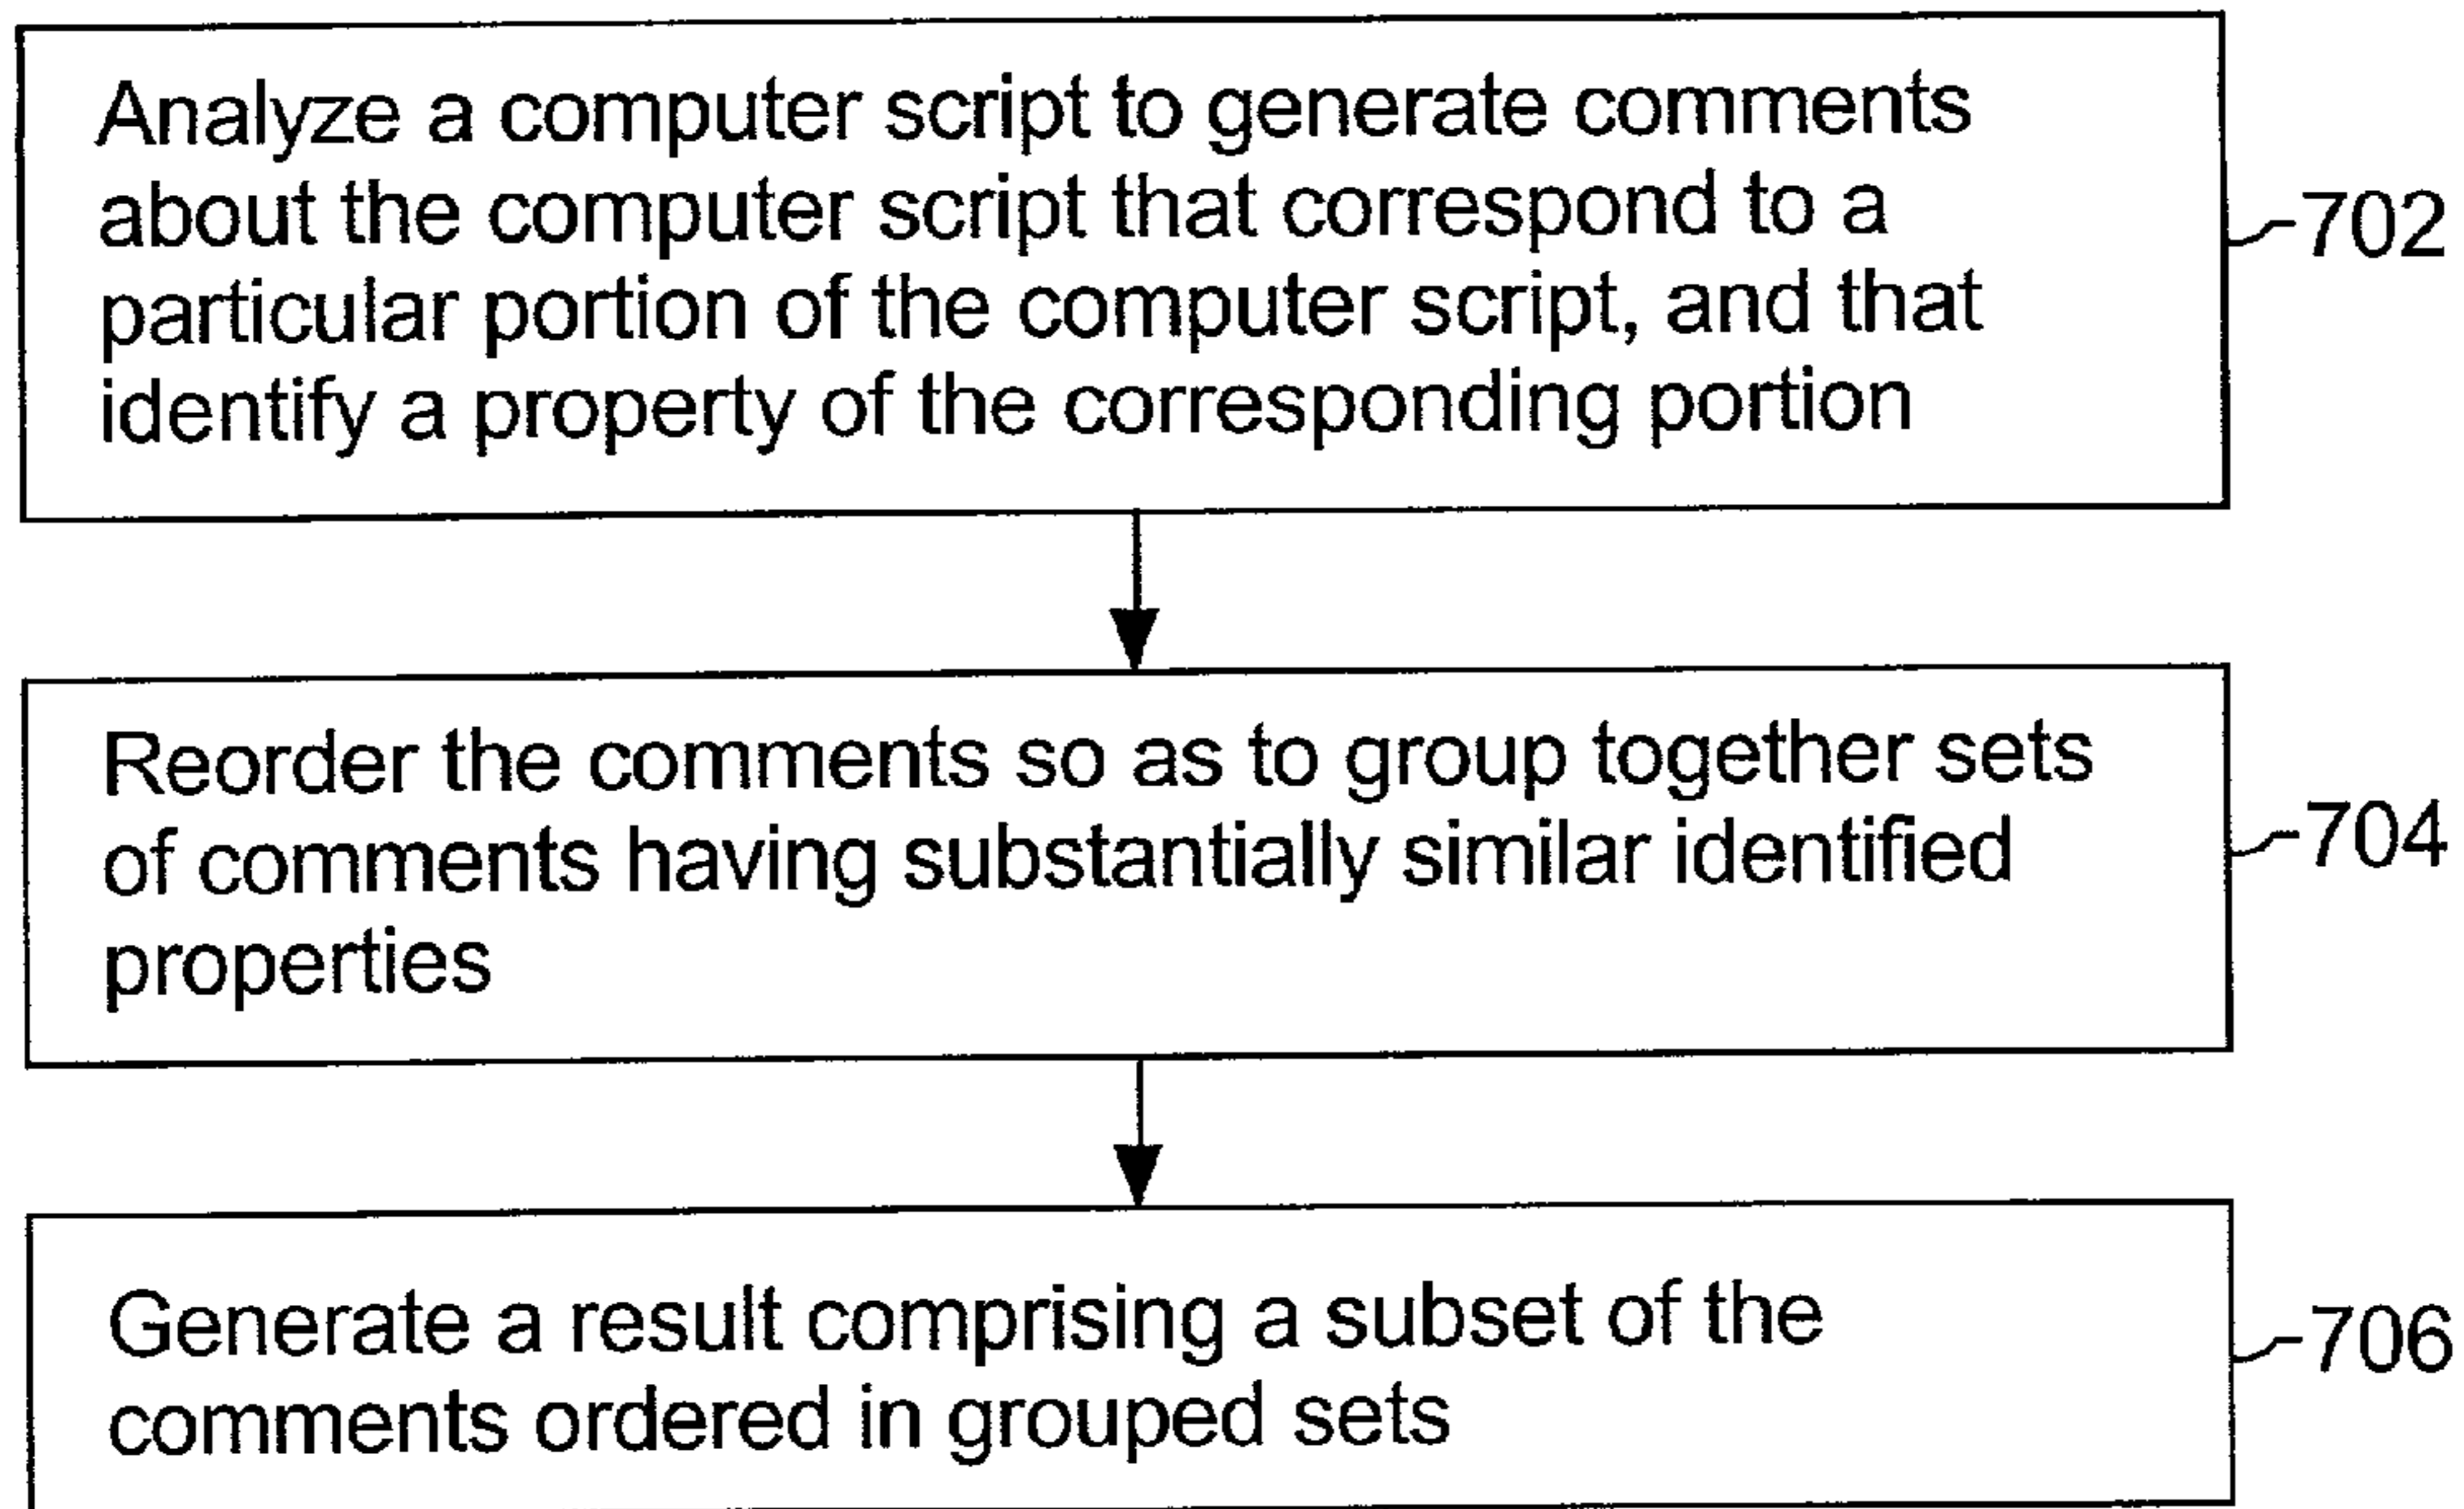 Analyze a computer script to generate comments
about the computer script that correspond to a
particular portion of the computer script, and that
identify a property of the corresponding portion
702
Reorder the comments so as to group together sets
of comments having substantially similar identified
properties
704
Generate a result comprising a subset of the
comments ordered in grouped sets
706